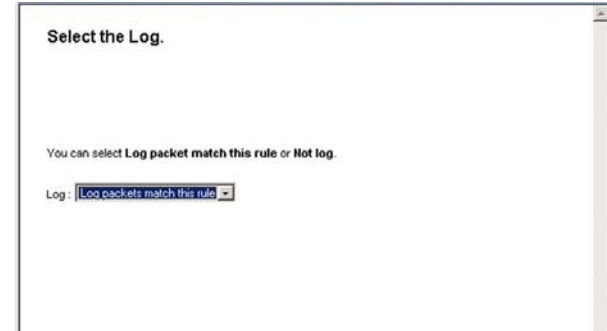 Select the Log.
You can select Log packet match this rule or Not log.
Log : Log packets match this rule